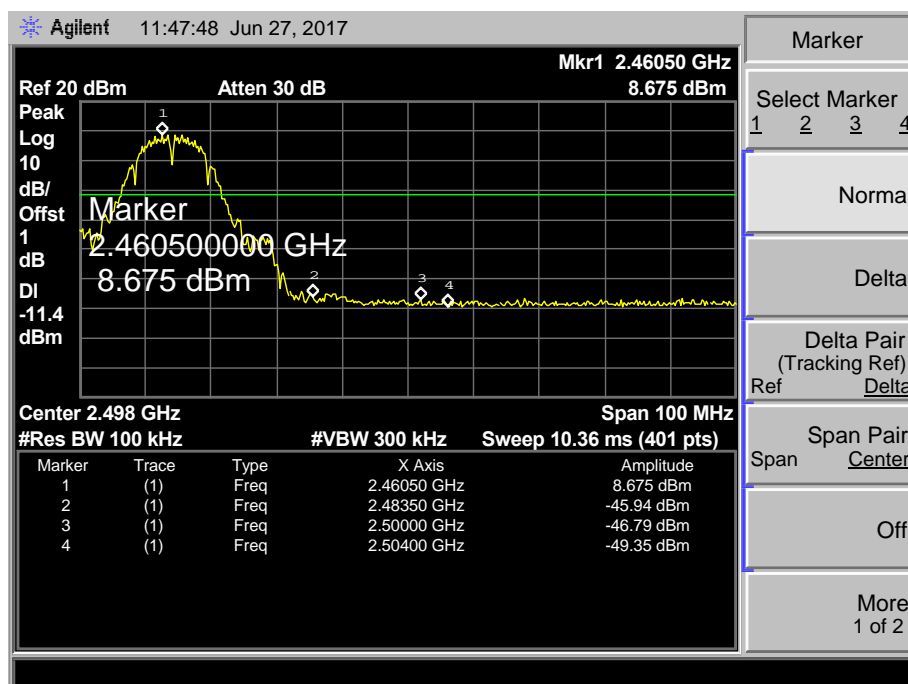 Agilent 11:47:48 Jun 27, 2017
Mkr1 2.46050 GHz
Ref 20 dBm Atten 30 dB 8.675 dBm
Peak
Log
10
dB/
Offst
1
dB
DI
-11.4
dBm
1
Marker
2.460500000 GHz
8.675 dBm
2
3
4
Center 2.498 GHz Span 100 MHz
#Res BW 100 kHz #VBW 300 kHz Sweep 10.36 ms (401 pts)
Marker Trace Type X Axis Amplitude
1 (1) Freq 2.46050 GHz 8.675 dBm
2 (1) Freq 2.48350 GHz -45.94 dBm
3 (1) Freq 2.50000 GHz -46.79 dBm
4 (1) Freq 2.50400 GHz -49.35 dBm
Marker
Select Marker
1 2 3 4
Norma
Delta
Delta Pair
(Tracking Ref)
Ref Delta
Span Pair
Span Center
Off
More
1 of 2